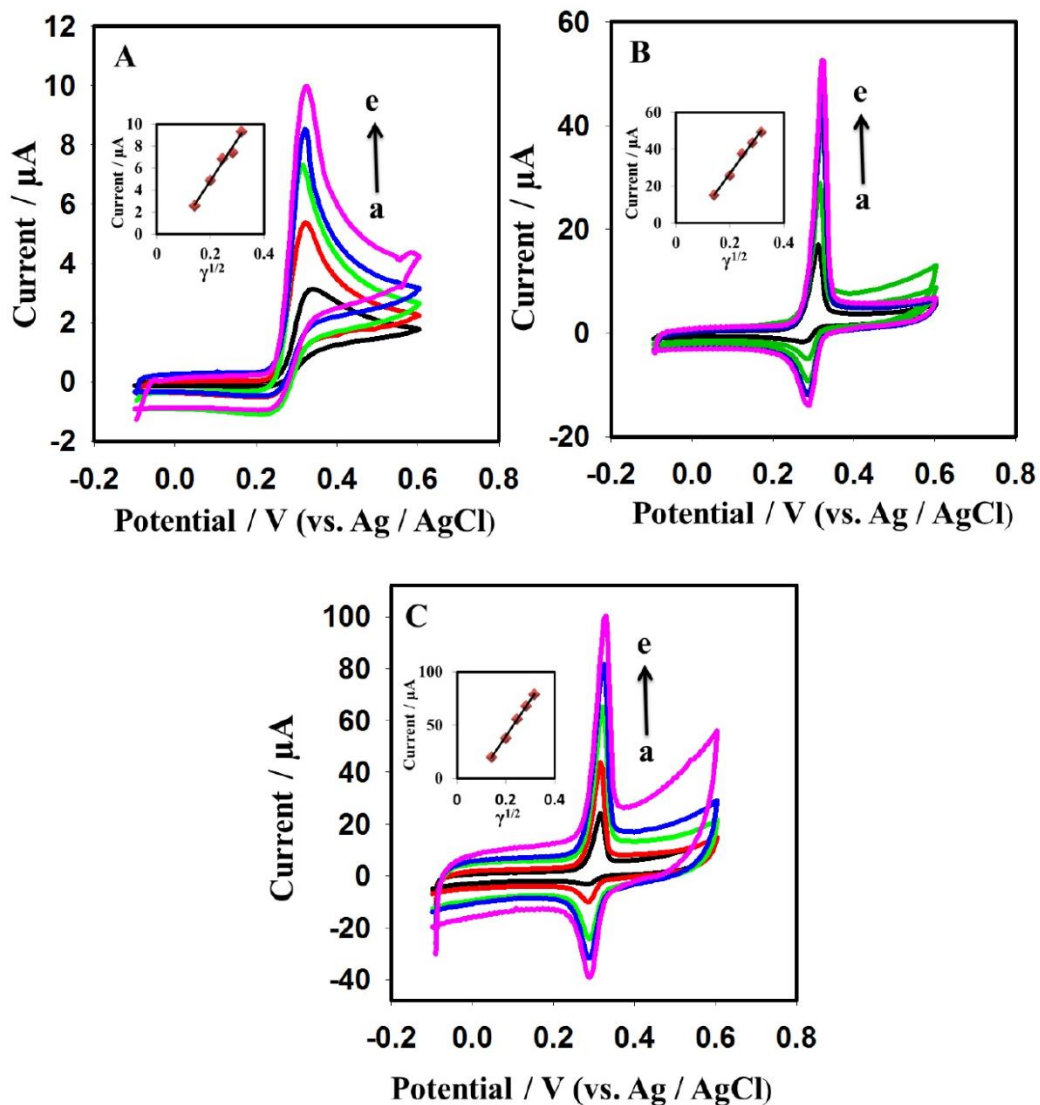 A
12
10
8
6
4
2
0
-2
Current / µA
-0.2 0.0 0.2 0.4 0.6 0.8
Potential / V (vs. Ag / AgCl)
e
a
10
8
6
4
2
0
Current / µA
0 0.2 0.4
γ1/2
B
60
40
20
0
-20
Current / µA
-0.2 0.0 0.2 0.4 0.6 0.8
Potential / V (vs. Ag / AgCl)
e
a
60
40
20
0
Current / µA
0 0.2 0.4
γ1/2
C
100
80
60
40
20
0
-20
-40
Current / µA
-0.2 0.0 0.2 0.4 0.6 0.8
Potential / V (vs. Ag / AgCl)
e
a
100
50
0
Current / µA
0 0.2 0.4
γ1/2